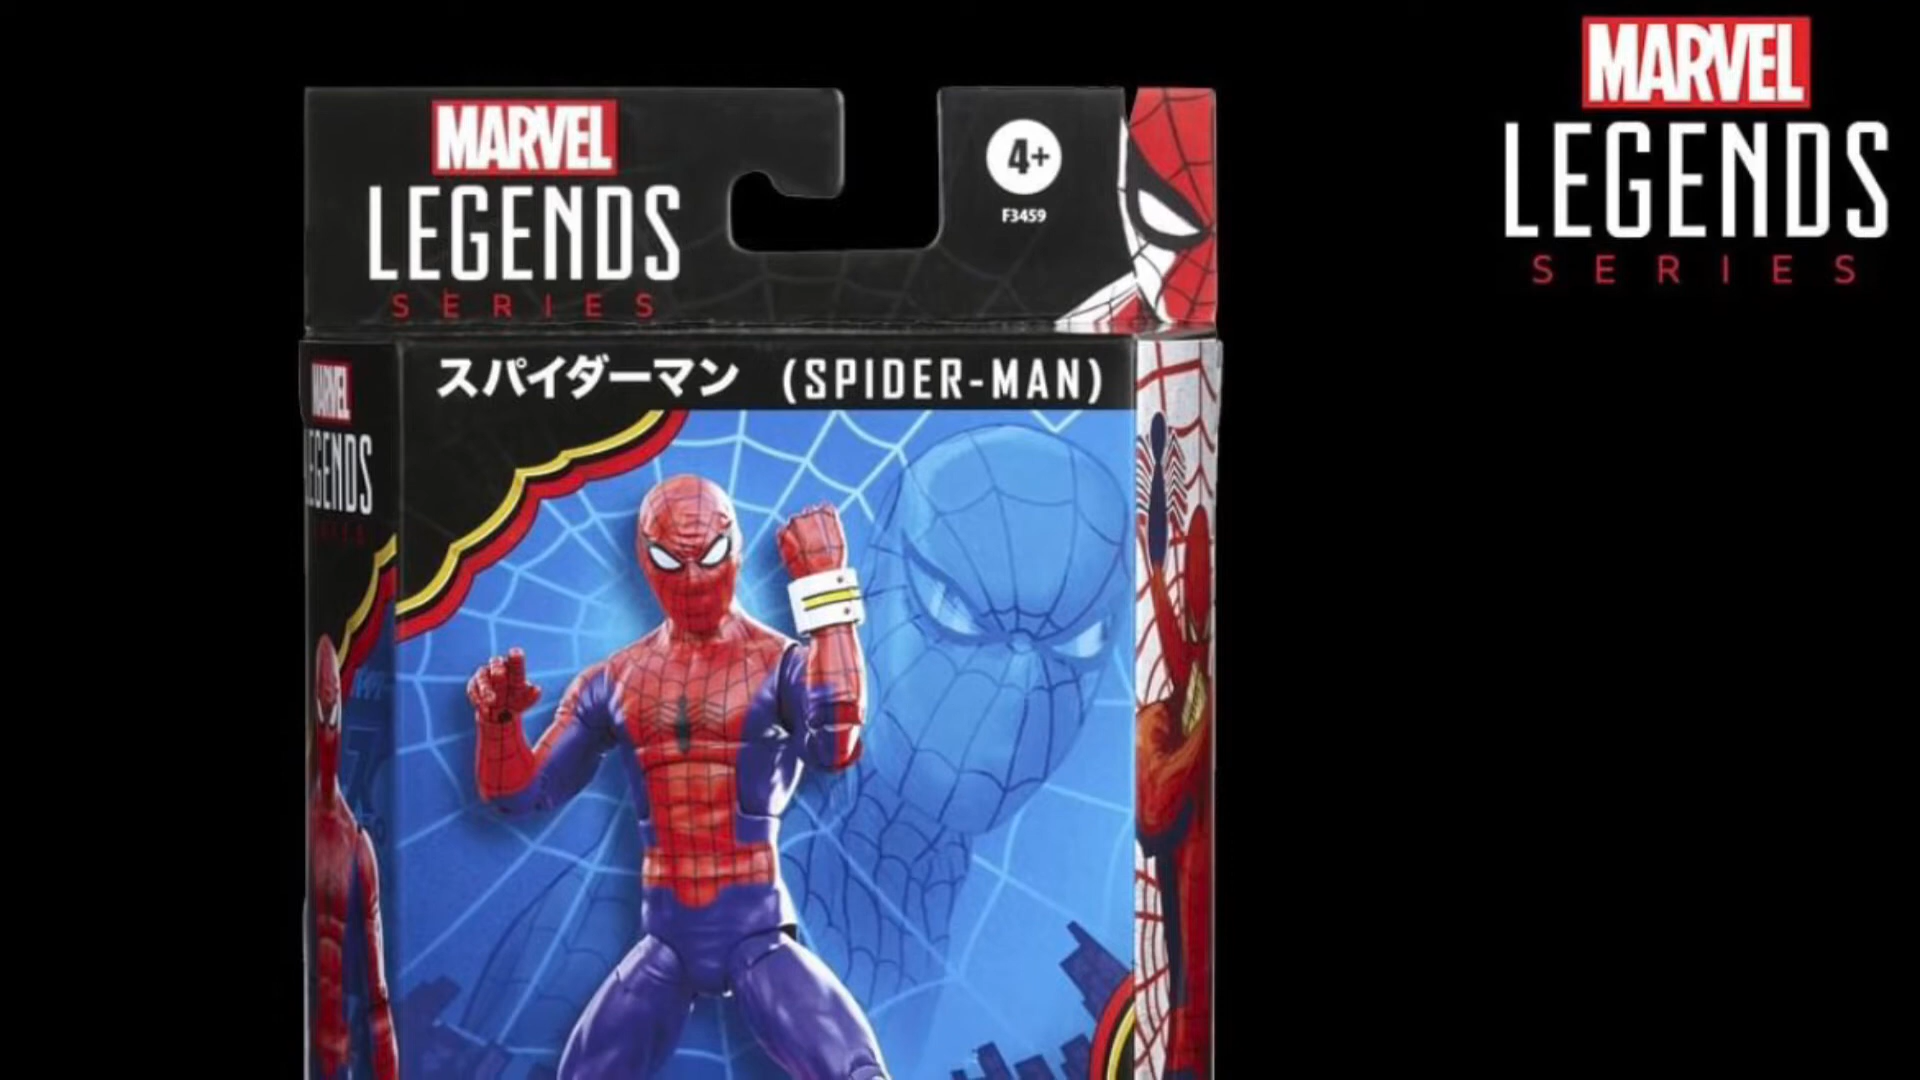 MARVEL
LEGENDS
SERIES
4+
F3459
MARVEL
LEGENDS
SERIES
スパイダーマン (SPIDER-MAN)
MARVEL
LEGENDS
SERIES